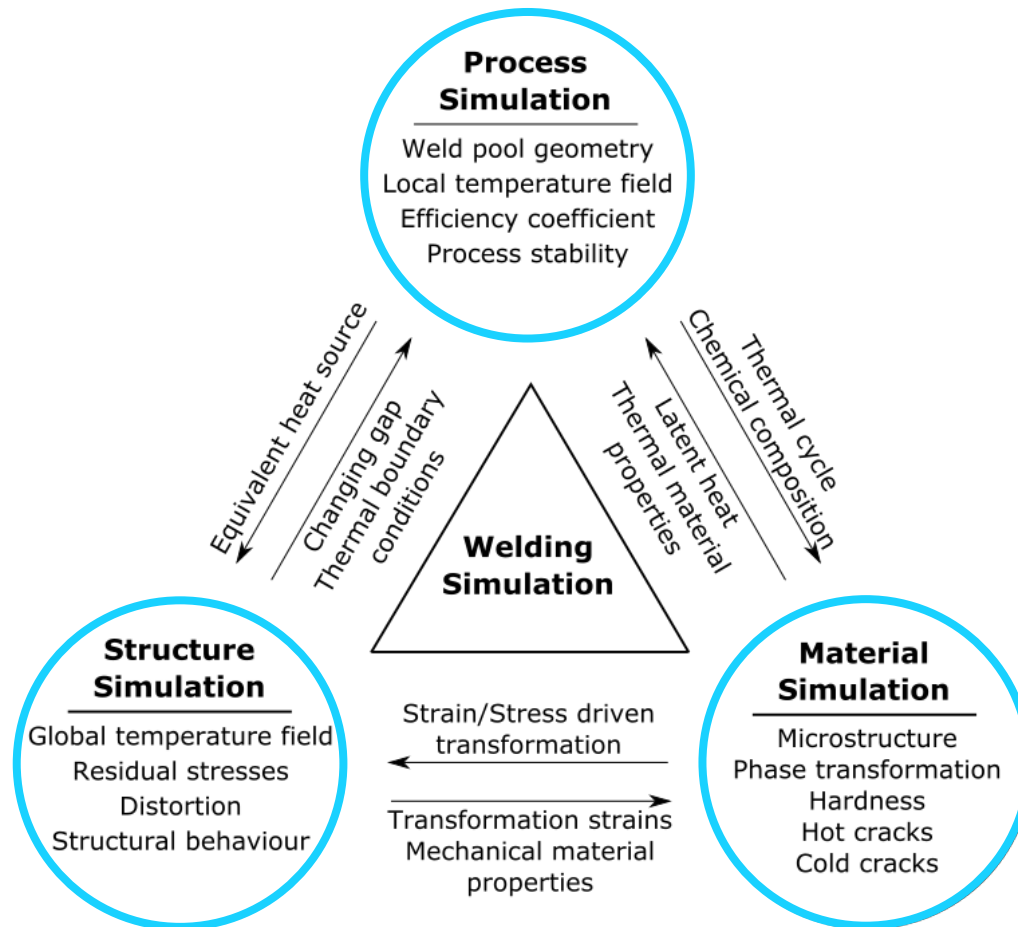 Process
Simulation
Weld pool geometry
Local temperature field
Efficiency coefficient
Process stability
Equivalent heat source
Changing gap
Thermal boundary
conditions
Thermal cycle
Chemical composition
Latent heat
Thermal material
properties
Welding
Simulation
Structure
Simulation
Global temperature field
Residual stresses
Distortion
Structural behaviour
Strain/Stress driven
transformation
Transformation strains
Mechanical material
properties
Material
Simulation
Microstructure
Phase transformation
Hardness
Hot cracks
Cold cracks